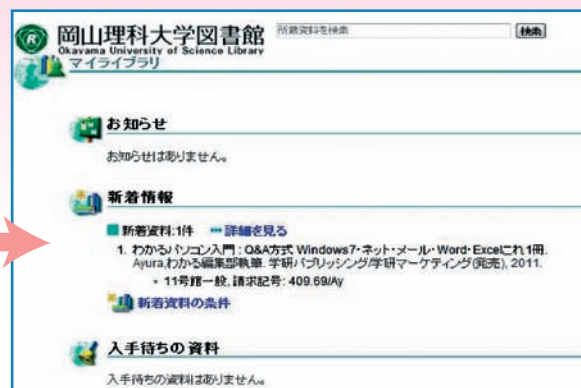 岡山理科大学図書館
Okayama University of Science Library
所蔵資料を検索
検索
マイライブラリ
お知らせ
お知らせはありません。
新着情報
新着資料:1件 詳細を見る
1. わかるパソコン入門 : Q&A方式 Windows7・ネット・メール・Word・Excelこれ1冊.
Ayura,わかる編集部執筆. 学研パブリッシング/学研マーケティング(発売), 2011.
11号館一般, 請求記号: 409.69/Ay
新着資料の条件
入手待ちの資料
入手待ちの資料はありません。